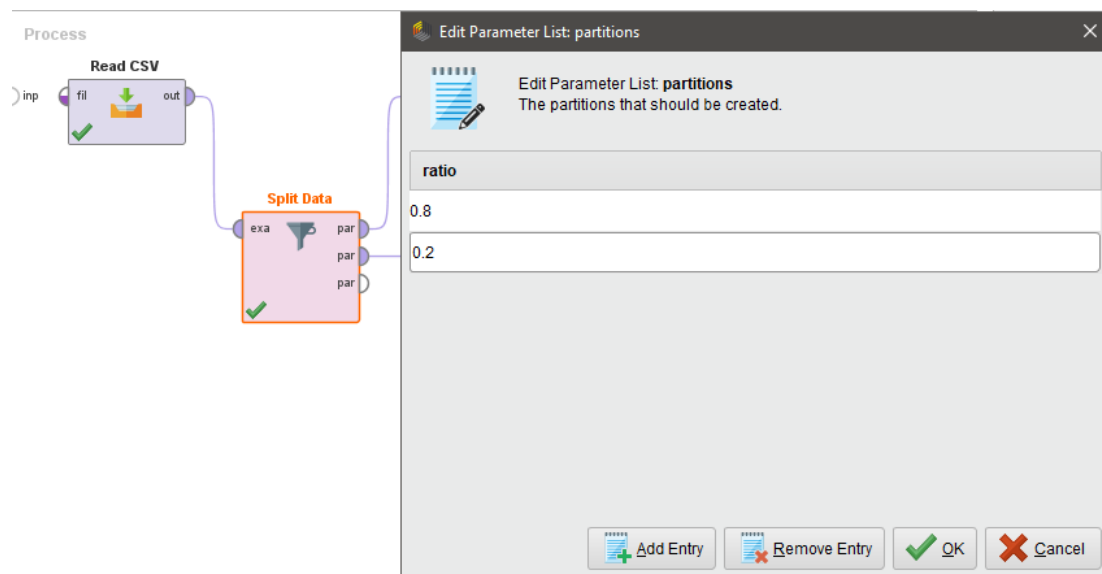 Process
Read CSV
inp
fil
out
Split Data
exa
par
par
par
Edit Parameter List: partitions
Edit Parameter List: partitions
The partitions that should be created.
ratio
0.8
0.2
Add Entry
Remove Entry
OK
Cancel